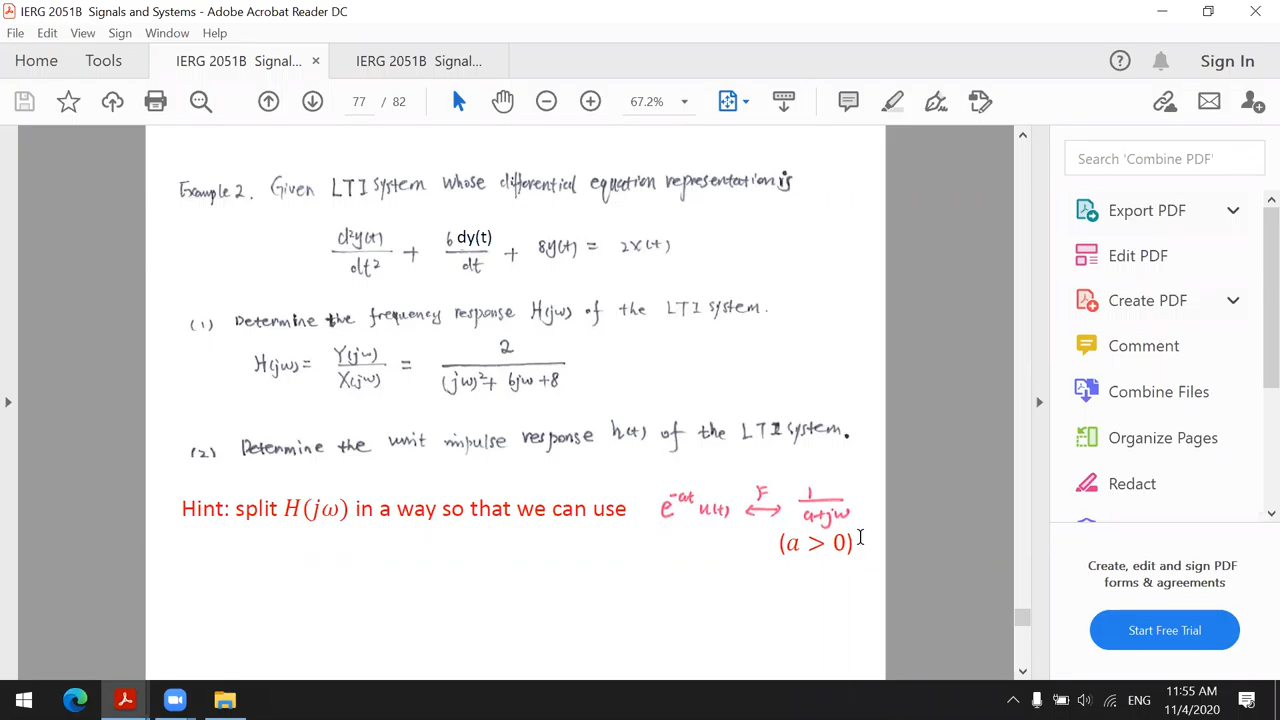 IERG 2051B Signals and Systems - Adobe Acrobat Reader DC
File Edit View Sign Window Help
Home Tools IERG 2051B Signal... × IERG 2051B Signal... Sign In
77 / 82 67.2%
Search 'Combine PDF'
Export PDF
Edit PDF
Create PDF
Comment
Combine Files
Organize Pages
Redact
Create, edit and sign PDF
forms & agreements
Start Free Trial
Example 2. Given LTI system whose differential equation representation is
d²y(t)/dt² + 6 dy(t)/dt + 8y(t) = 2x(t)
(1) Determine the frequency response H(jω) of the LTI system.
H(jω) = Y(jω)/X(jω) = 2/((jω)² + 6jω + 8)
(2) Determine the unit impulse response h(t) of the LTI system.
Hint: split H(jω) in a way so that we can use e^{-at} u(t) ⟷F 1/(a+jω)
(a > 0)
ENG
11:55 AM
11/4/2020